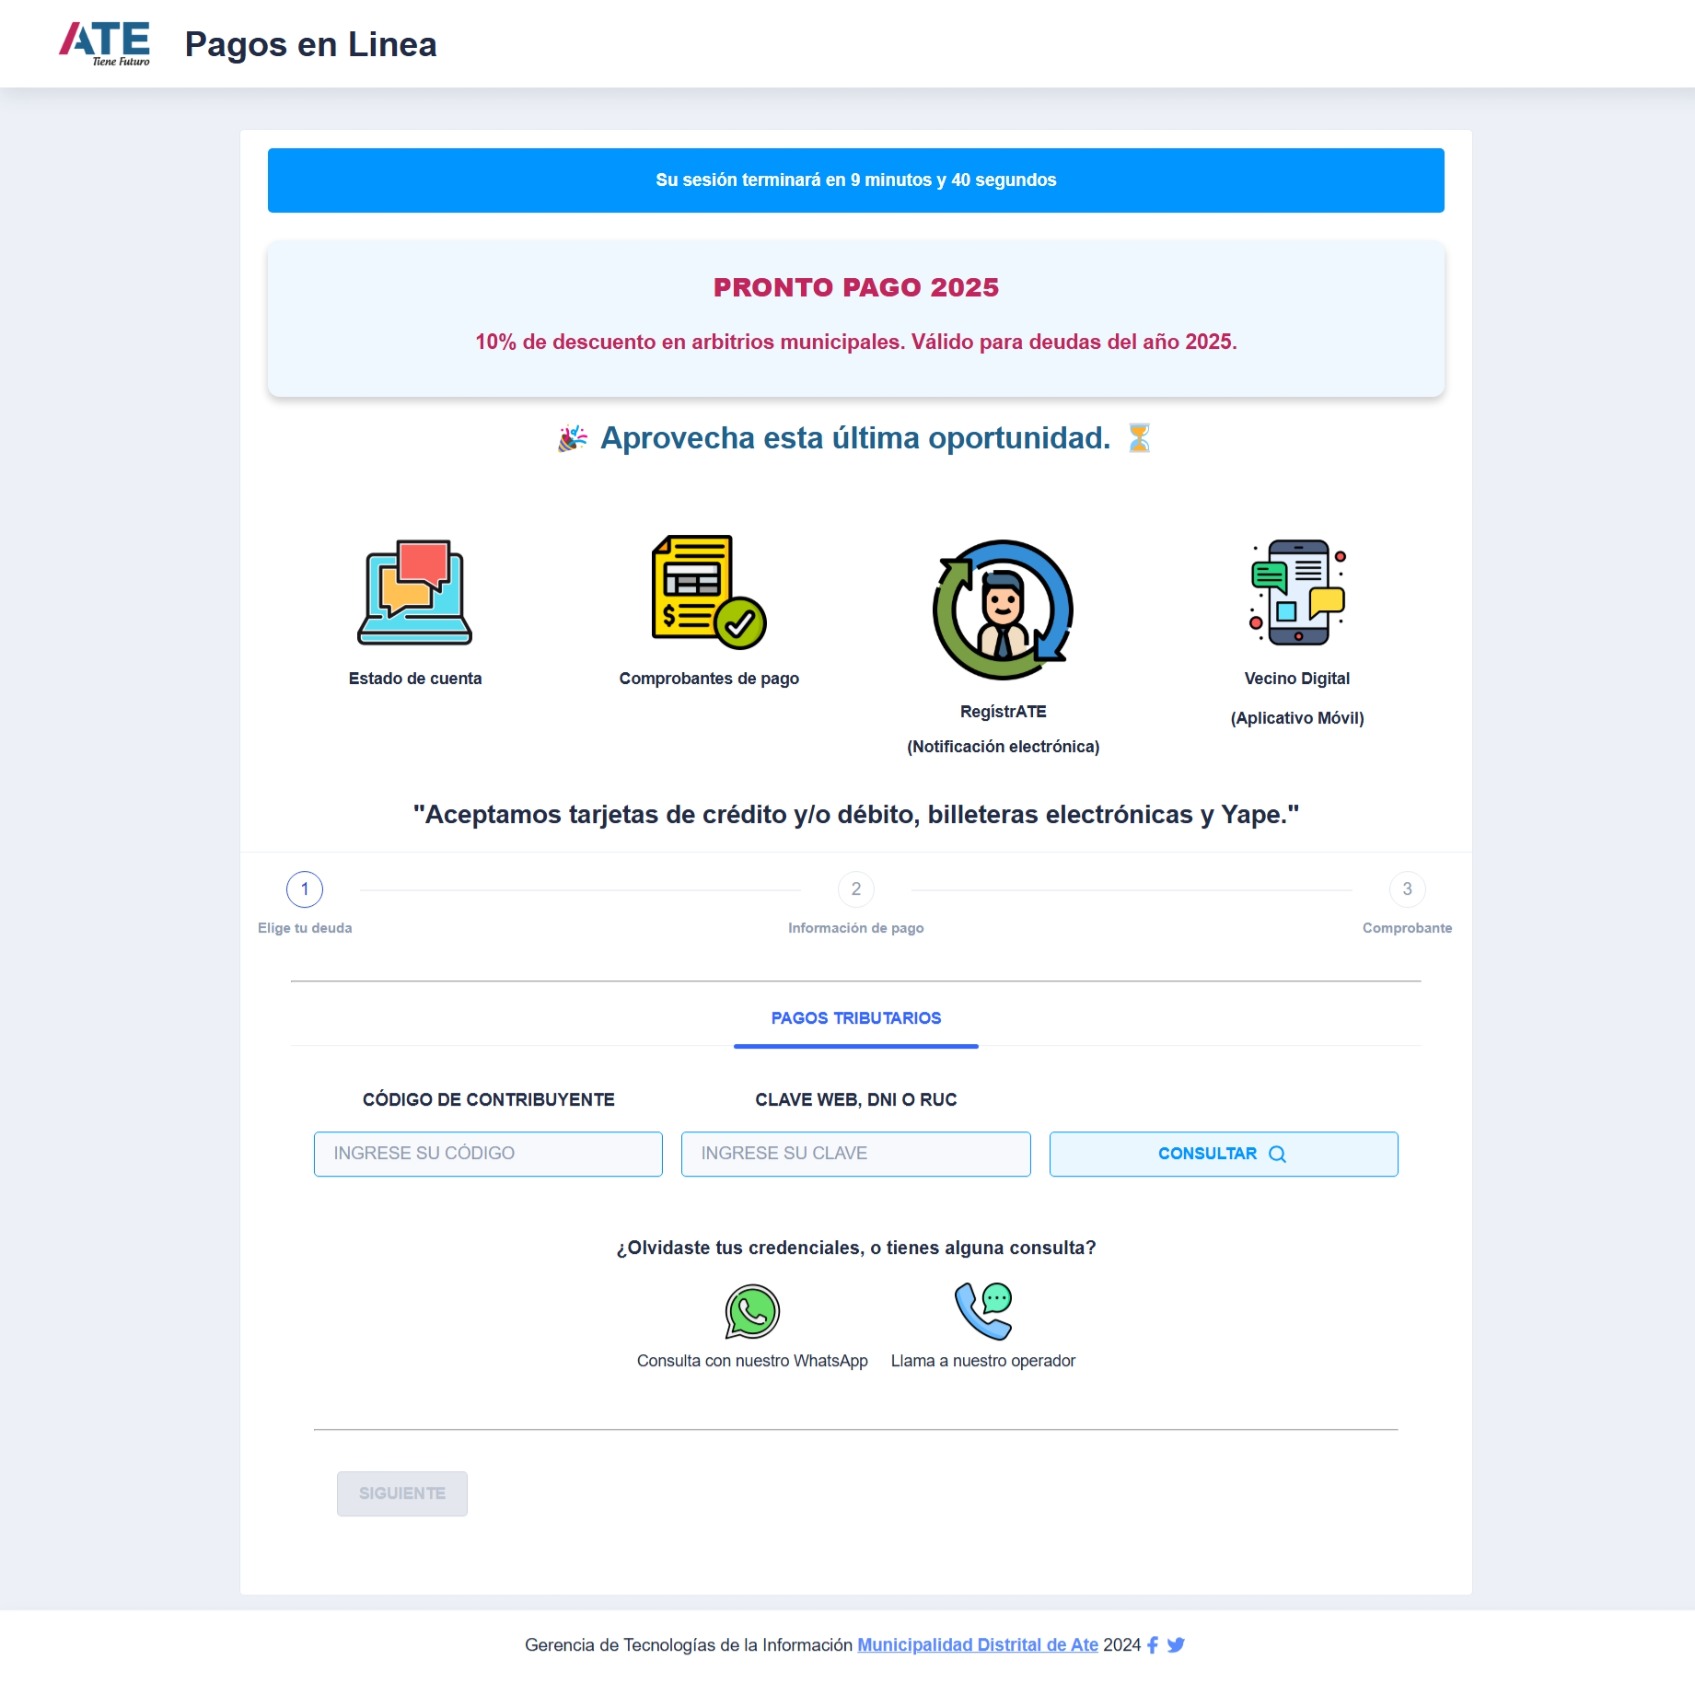 ATE
Tiene Futuro
Pagos en Linea
Su sesión terminará en 9 minutos y 40 segundos
PRONTO PAGO 2025
10% de descuento en arbitrios municipales. Válido para deudas del año 2025.
🎉 Aprovecha esta última oportunidad. ⏳
Estado de cuenta
Comprobantes de pago
RegístrATE
(Notificación electrónica)
Vecino Digital
(Aplicativo Móvil)
"Aceptamos tarjetas de crédito y/o débito, billeteras electrónicas y Yape."
1
Elige tu deuda
2
Información de pago
3
Comprobante
PAGOS TRIBUTARIOS
CÓDIGO DE CONTRIBUYENTE
INGRESE SU CÓDIGO
CLAVE WEB, DNI O RUC
INGRESE SU CLAVE
CONSULTAR
¿Olvidaste tus credenciales, o tienes alguna consulta?
Consulta con nuestro WhatsApp
Llama a nuestro operador
SIGUIENTE
Gerencia de Tecnologías de la Información Municipalidad Distrital de Ate 2024